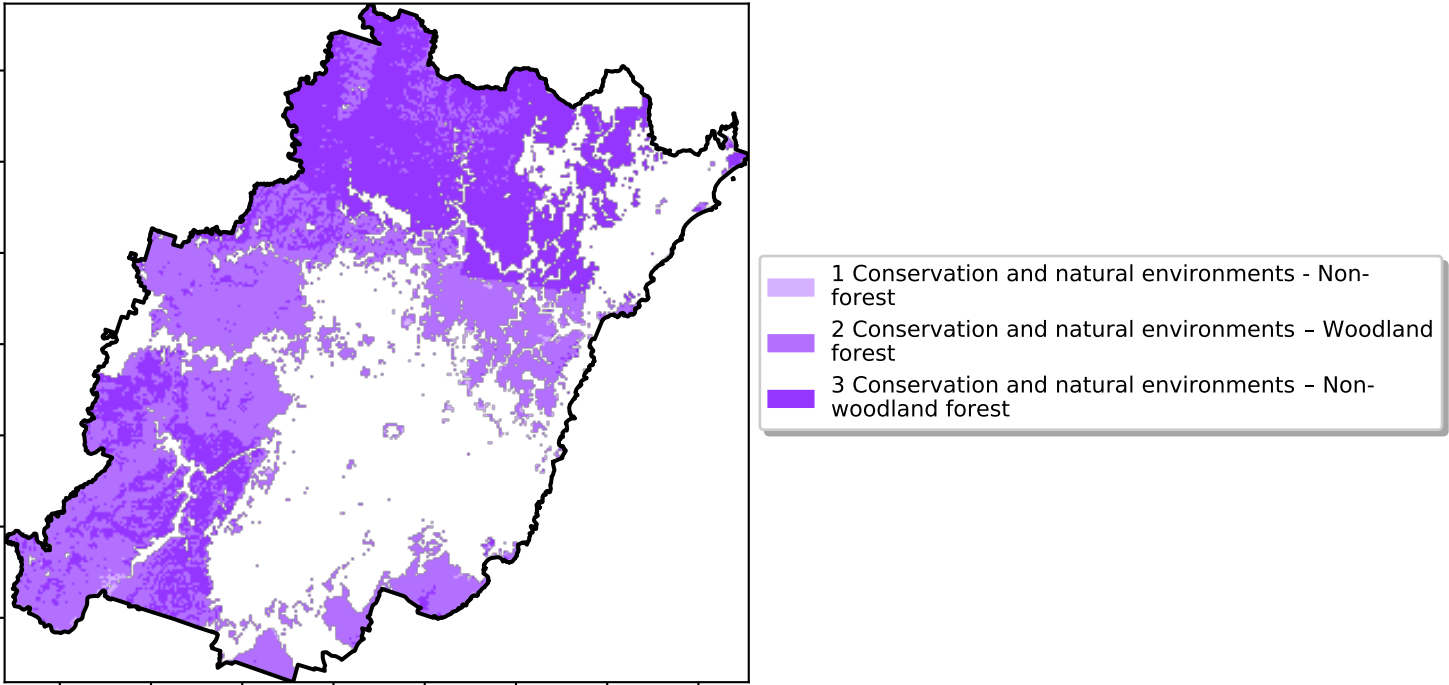 1 Conservation and natural environments - Non-
forest
2 Conservation and natural environments – Woodland
forest
3 Conservation and natural environments – Non-
woodland forest